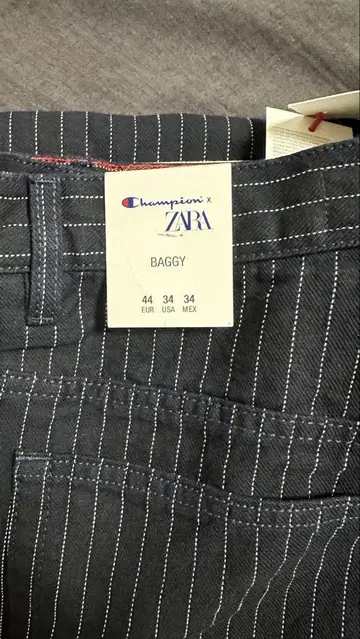 Champion x
ZARA
BAGGY
44 34 34
EUR USA MEX